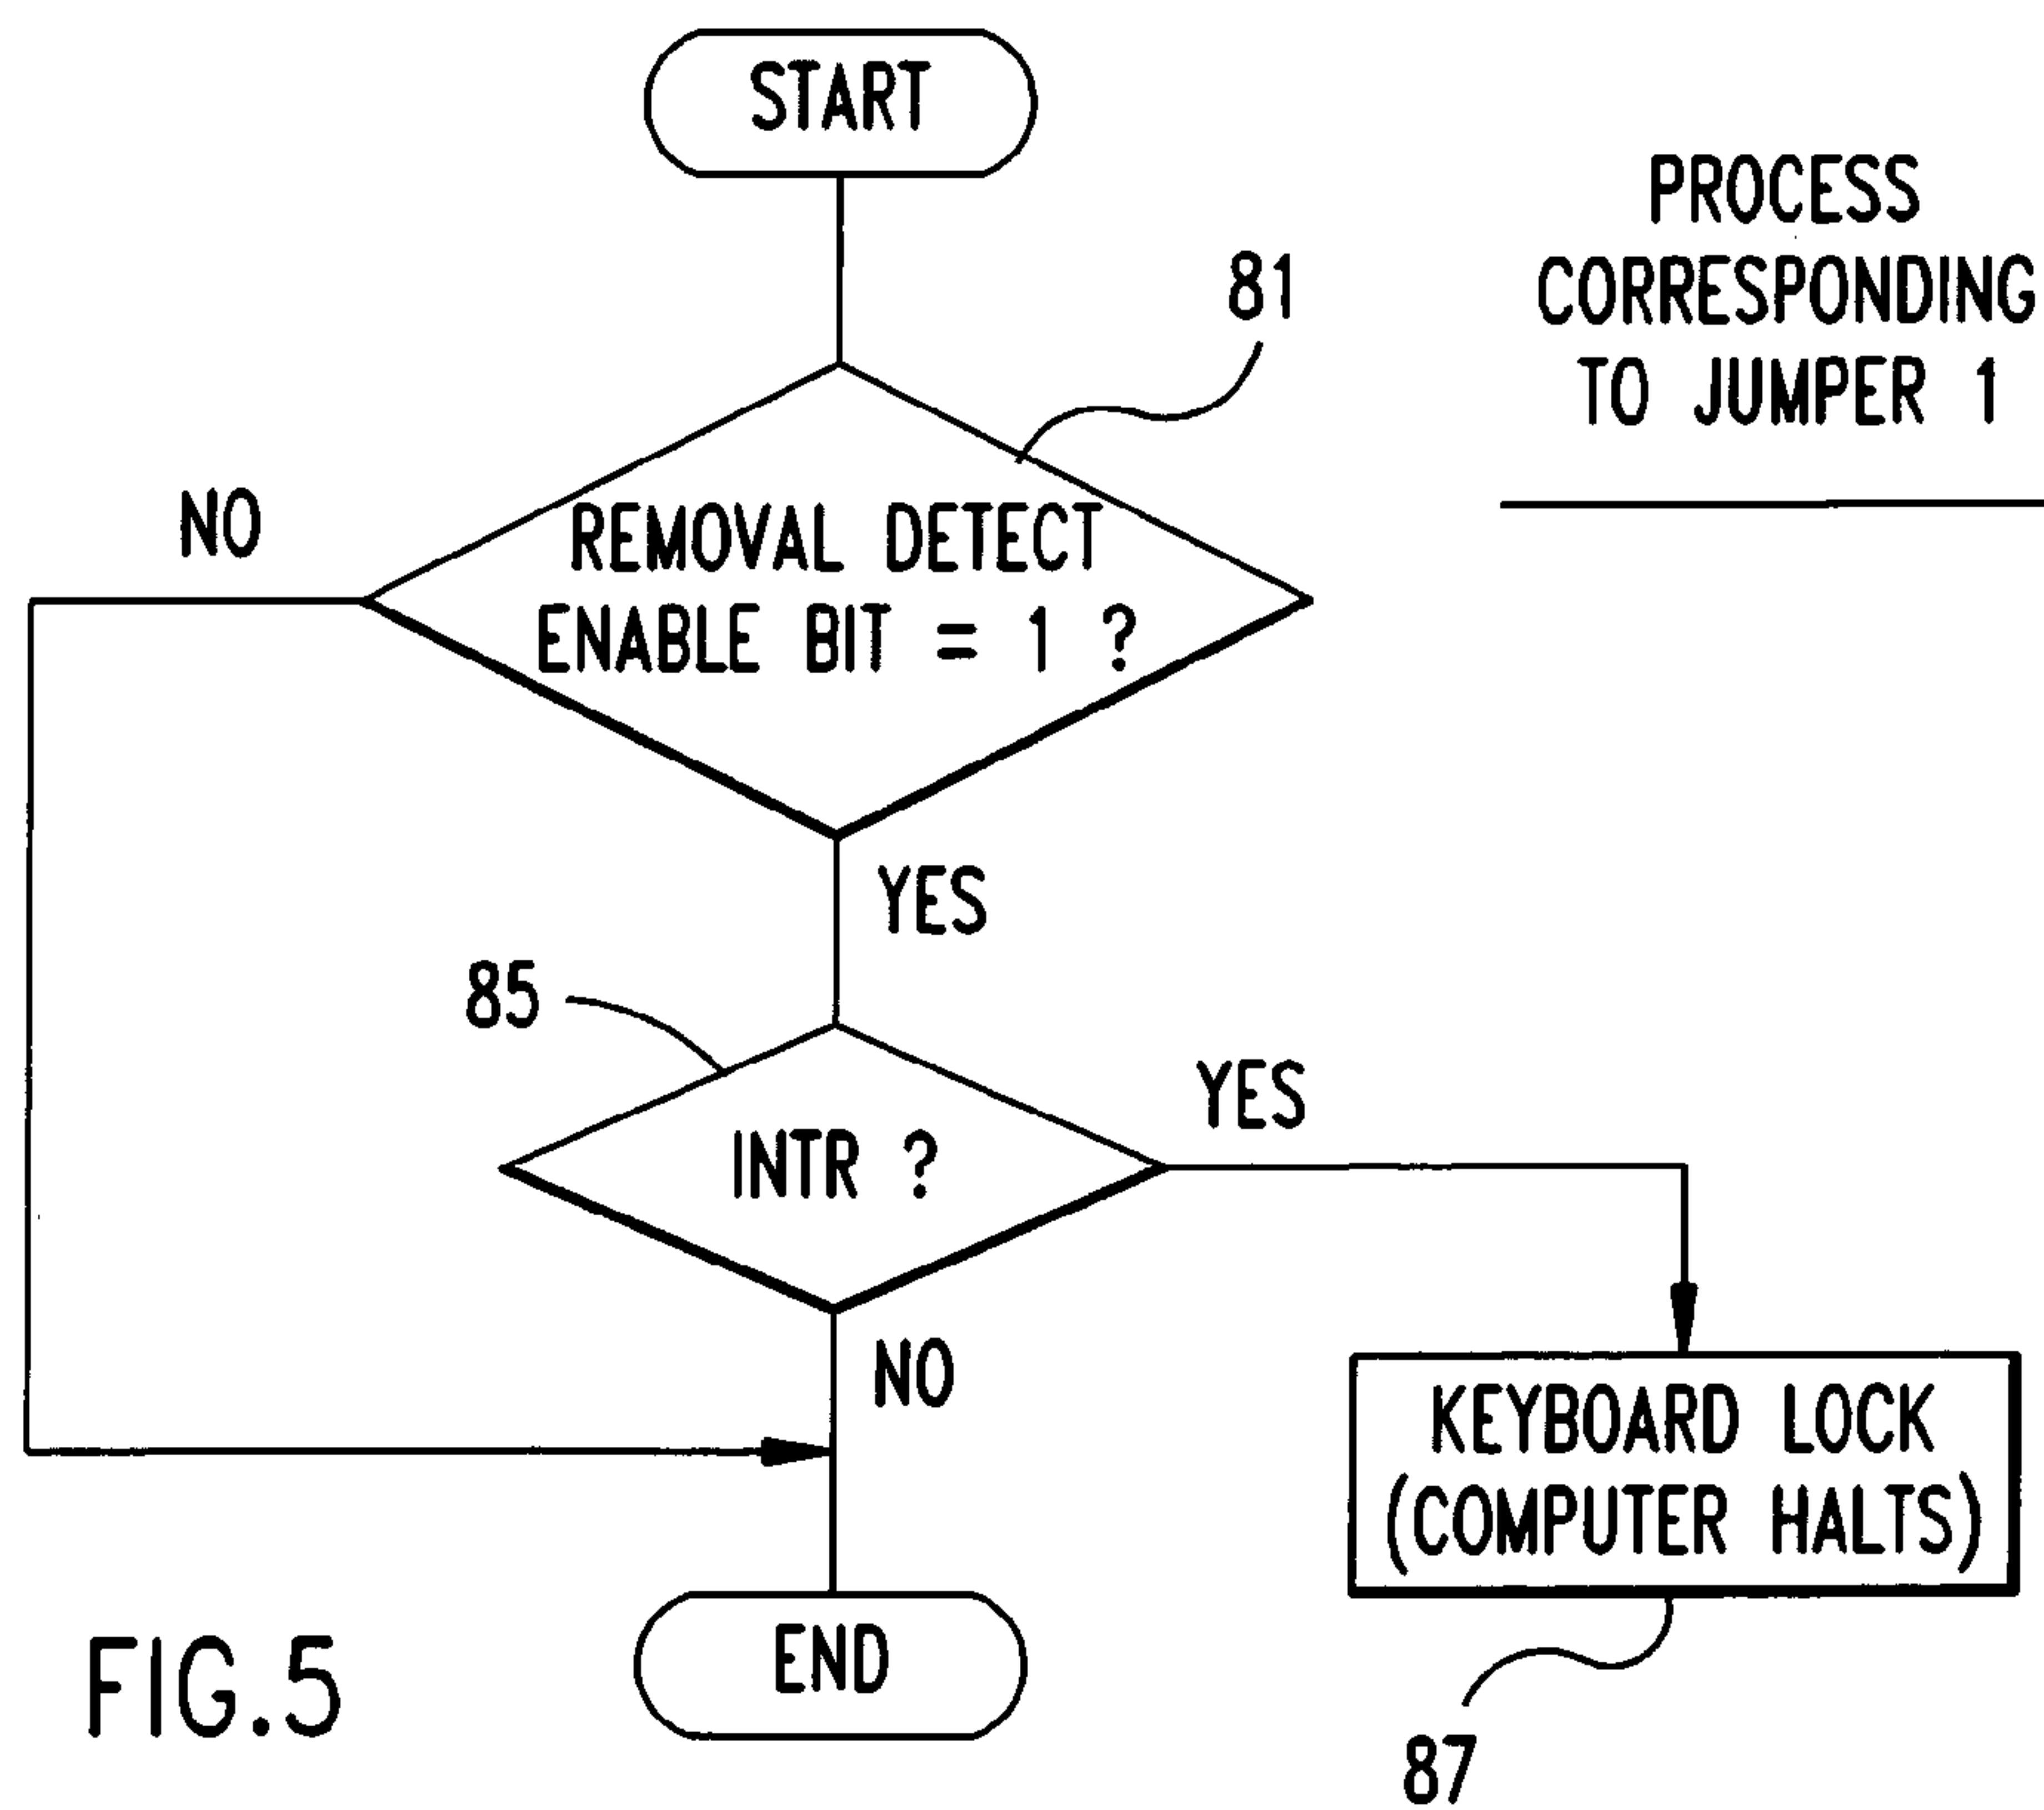 START
PROCESS
CORRESPONDING
TO JUMPER 1
81
NO
REMOVAL DETECT
ENABLE BIT = 1 ?
YES
85
YES
INTR ?
NO
KEYBOARD LOCK
(COMPUTER HALTS)
END
FIG.5
87